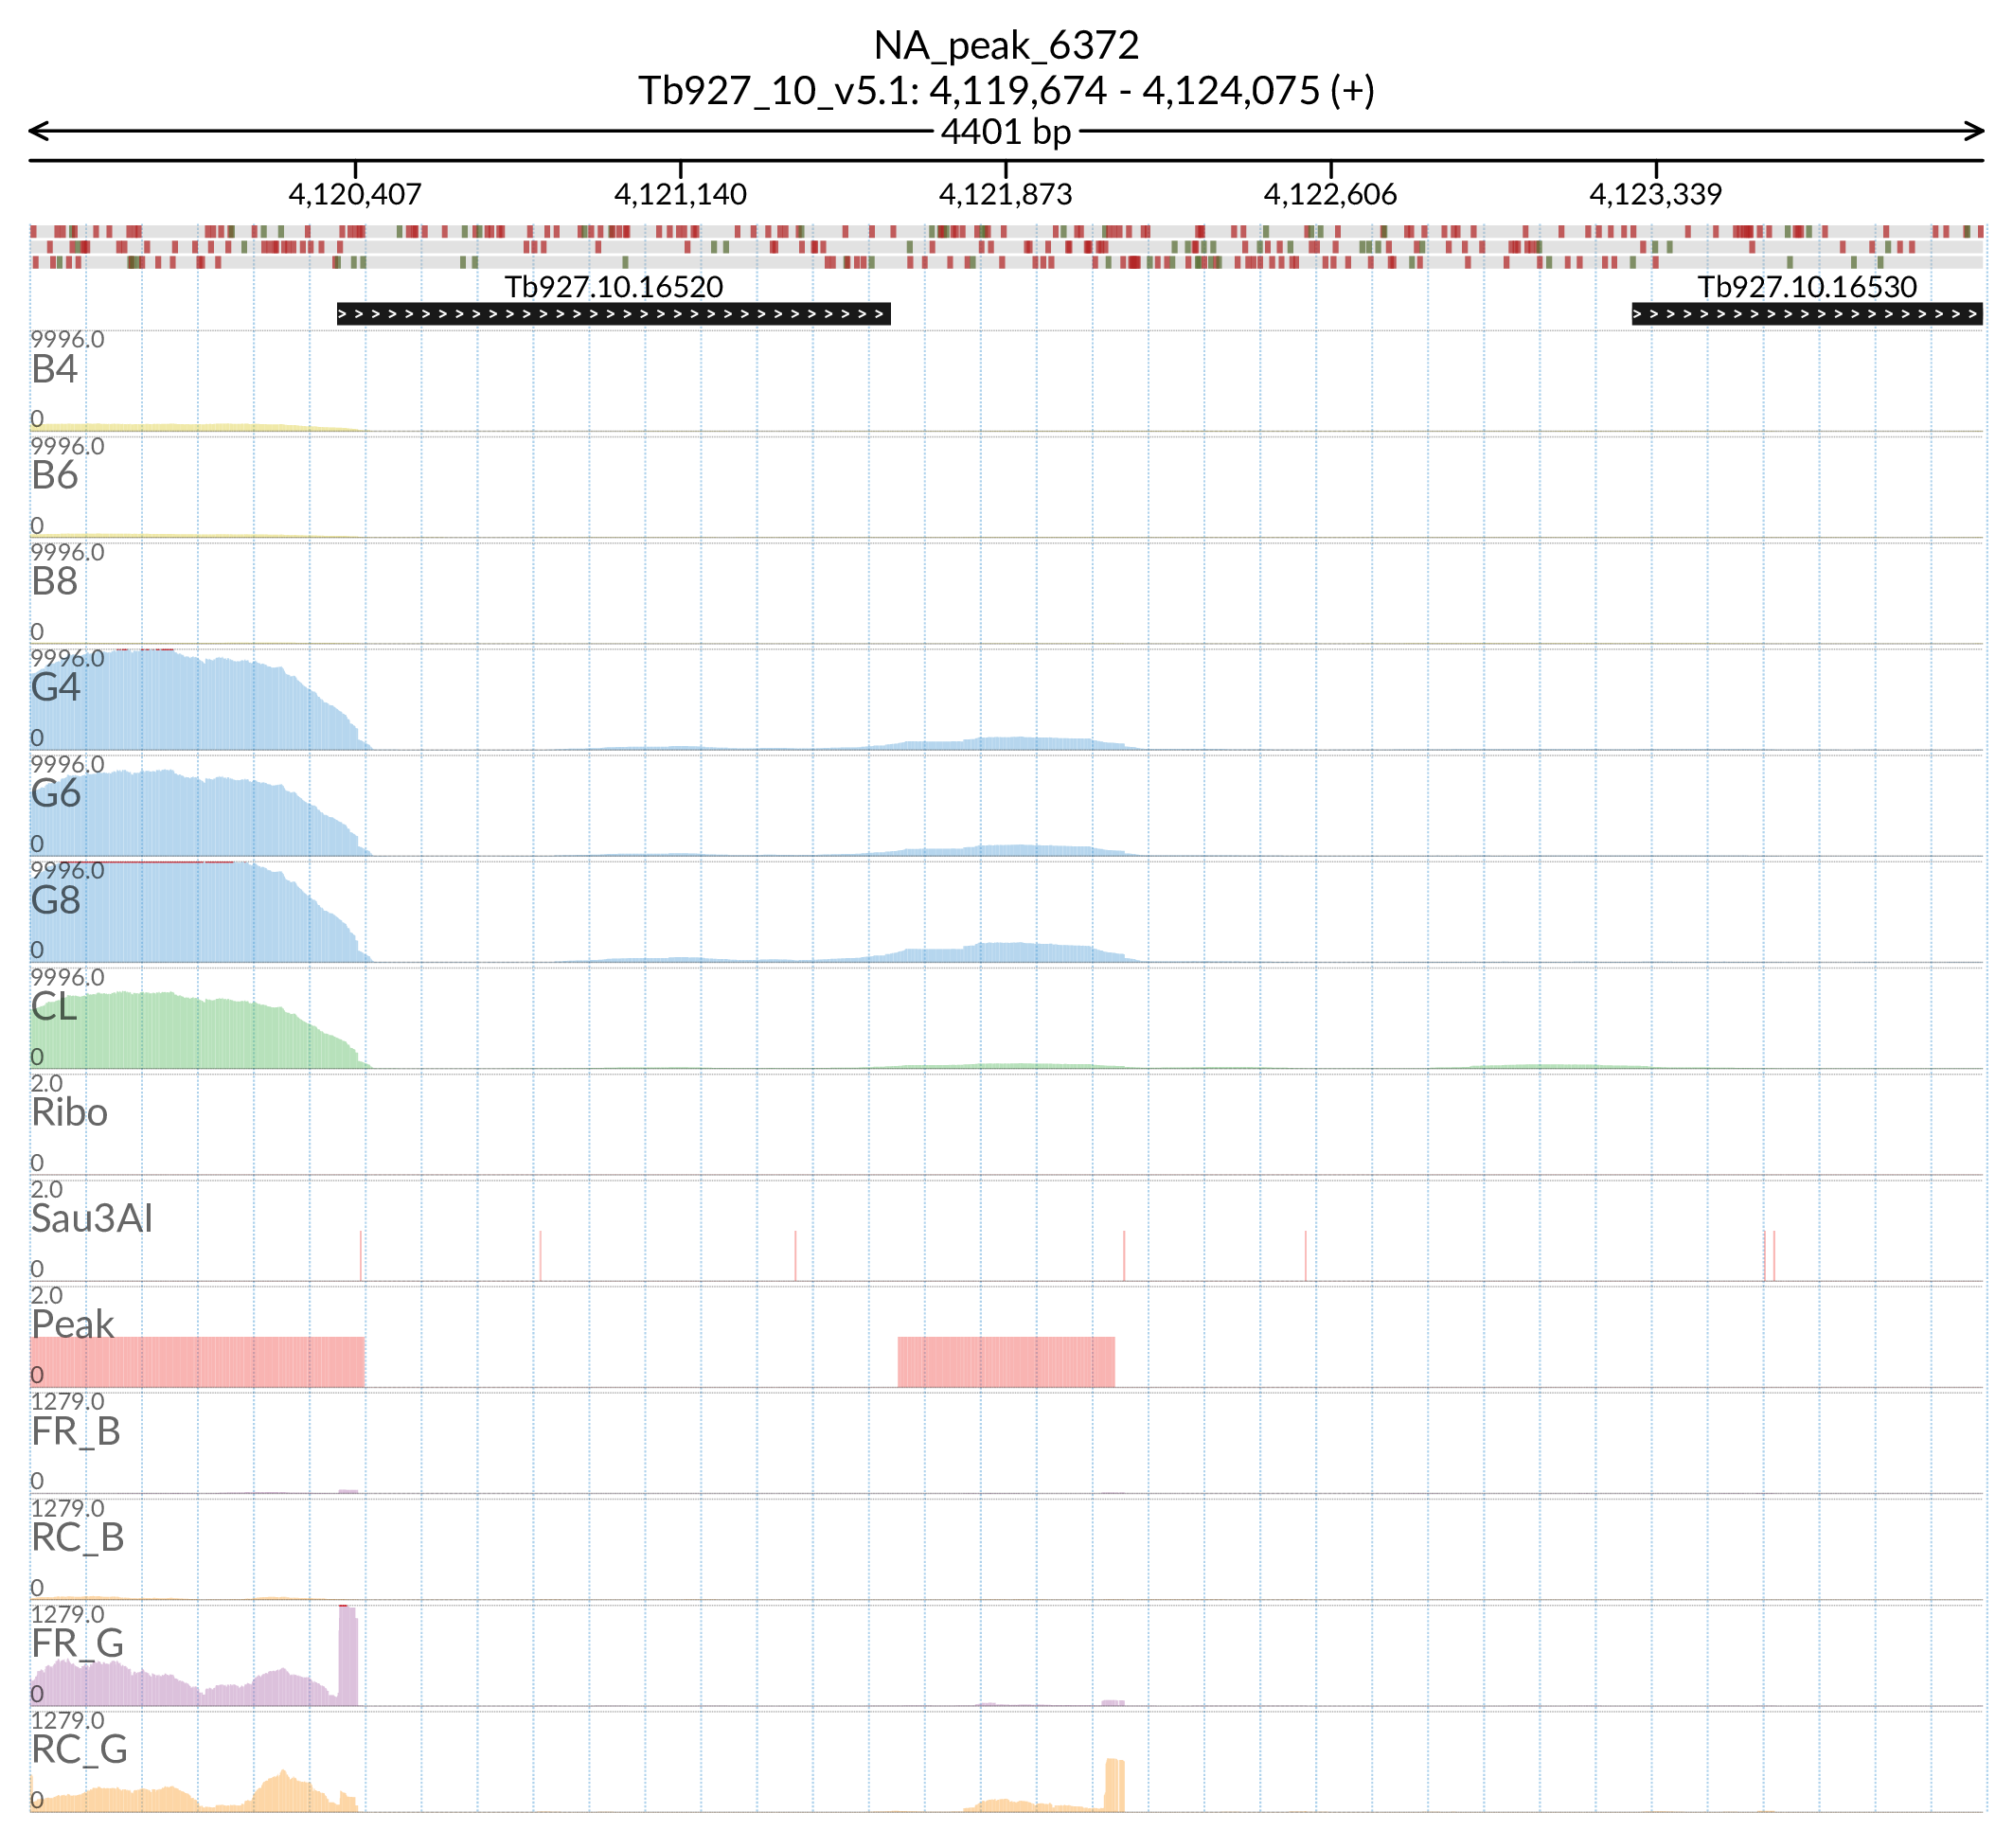 NA_peak_6372
Tb927_10_v5.1: 4,119,674 - 4,124,075 (+)
4401 bp
4,120,407 4,121,140 4,121,873 4,122,606 4,123,339
Tb927.10.16520 Tb927.10.16530
9996.0
B4
0
9996.0
B6
0
9996.0
B8
0
9996.0
G4
0
9996.0
G6
0
9996.0
G8
0
9996.0
CL
0
2.0
Ribo
0
2.0
Sau3AI
0
2.0
Peak
0
1279.0
FR_B
0
1279.0
RC_B
0
1279.0
FR_G
0
1279.0
RC_G
0